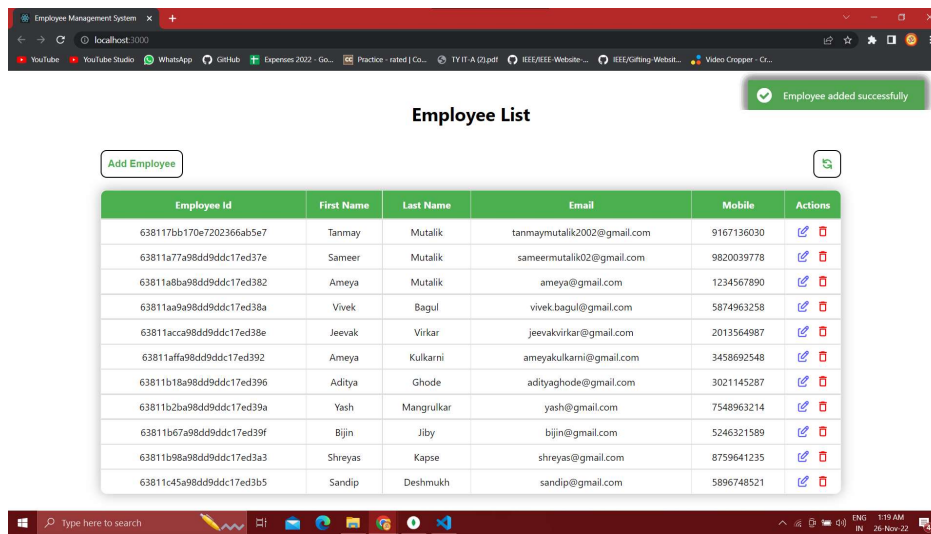 Employee Management System
localhost:3000
YouTube YouTube Studio WhatsApp GitHub Expenses 2022 - Go... Practice - rated | Co... TY IT-A (2).pdf IEEE/IEEE-Website-... IEEE/Gifting-Websit... Video Cropper - Cr...
Employee added successfully
Employee List
Add Employee
Employee Id First Name Last Name Email Mobile Actions
638117bb170e7202366ab5e7 Tanmay Mutalik tanmaymutalik2002@gmail.com 9167136030
63811a77a98dd9ddc17ed37e Sameer Mutalik sameermutalik02@gmail.com 9820039778
63811a8ba98dd9ddc17ed382 Ameya Mutalik ameya@gmail.com 1234567890
63811aa9a98dd9ddc17ed38a Vivek Bagul vivek.bagul@gmail.com 5874963258
63811acca98dd9ddc17ed38e Jeevak Virkar jeevakvirkar@gmail.com 2013564987
63811affa98dd9ddc17ed392 Ameya Kulkarni ameyakulkarni@gmail.com 3458692548
63811b18a98dd9ddc17ed396 Aditya Ghode adityaghode@gmail.com 3021145287
63811b2ba98dd9ddc17ed39a Yash Mangrulkar yash@gmail.com 7548963214
63811b67a98dd9ddc17ed39f Bijin Jiby bijin@gmail.com 5246321589
63811b98a98dd9ddc17ed3a3 Shreyas Kapse shreyas@gmail.com 8759641235
63811c45a98dd9ddc17ed3b5 Sandip Deshmukh sandip@gmail.com 5896748521
Type here to search
ENG 1:19 AM
IN 26-Nov-22